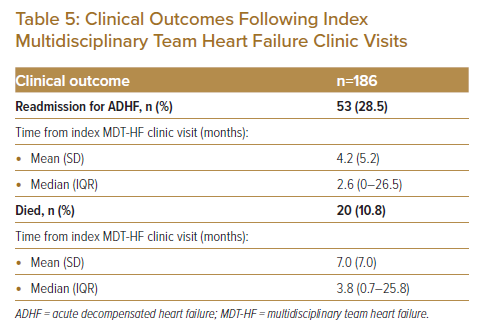 Table 5: Clinical Outcomes Following Index
Multidisciplinary Team Heart Failure Clinic Visits
Clinical outcome n=186
Readmission for ADHF, n (%) 53 (28.5)
Time from index MDT-HF clinic visit (months):
• Mean (SD) 4.2 (5.2)
• Median (IQR) 2.6 (0–26.5)
Died, n (%) 20 (10.8)
Time from index MDT-HF clinic visit (months):
• Mean (SD) 7.0 (7.0)
• Median (IQR) 3.8 (0.7–25.8)
ADHF = acute decompensated heart failure; MDT-HF = multidisciplinary team heart failure.